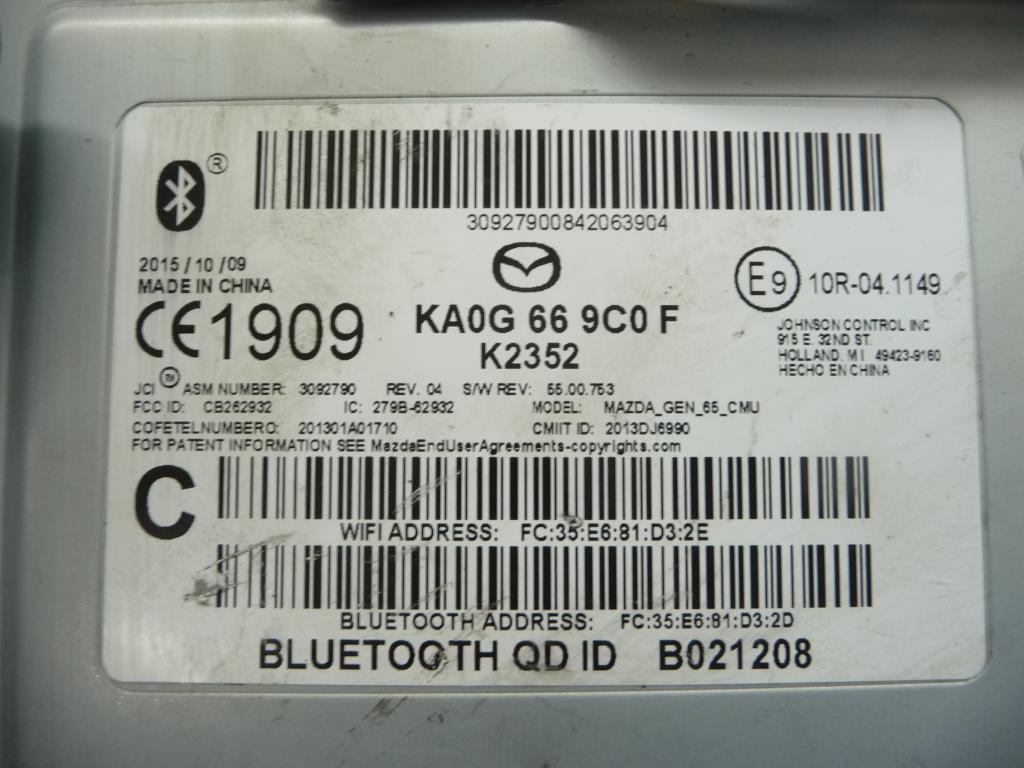 ®
30927900842063904
2015/10/09
MADE IN CHINA
CE1909
KA0G 66 9C0 F
K2352
E9 10R-04.1149
JOHNSON CONTROL INC
915 E. 32ND ST.
HOLLAND, M I 49423-9160
HECHO EN CHINA
JCI ™ ASM NUMBER: 3092790 REV. 04 S/W REV: 55.00.753
FCC ID: CB262932 IC: 279B-62932 MODEL: MAZDA_GEN_65_CMU
COFETELNUMBERO: 201301A01710 CMIIT ID: 2013DJ6990
FOR PATENT INFORMATION SEE MazdaEndUserAgreements-copyrights.com
C
WIFI ADDRESS: FC:35:E6:81:D3:2E
BLUETOOTH ADDRESS: FC:35:E6:81:D3:2D
BLUETOOTH QD ID B021208